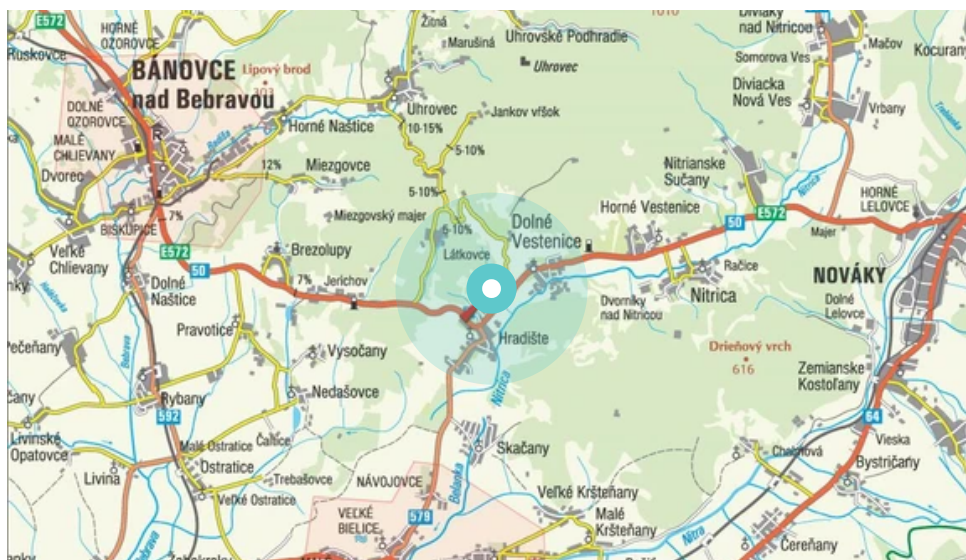 E572
HORNÉ
OZOROVCE
Ruskovce
BÁNOVCE
nad Bebravou
Lipový brod
303
DOLNÉ
OZOROVCE
MALÉ
CHLIEVANY
Dvorec
R
Radiša
Horné Naštice
12%
Miezgovce
BISKUPICE
7%
Veľké
Chlievany
E572
50
Dolné
Naštice
Brezolupy
7%
Jerichov
Pravotice
Vysočany
Bebrava
Pečeňany
Nedašovce
Rybany
592
Livinské
Opatovce
Livina
Malé Ostratice
Čaltice
Ostratice
Trebašovce
Veľké Ostratice
Žitná
Marušiná
Uhrovské Podhradie
Uhrovec
Uhrovec
Jankov vŕšok
10-15%
5-10%
5-10%
5-10%
Miezgovský majer
Látkovce
Dolné
Vestenice
Horné Vestenice
Hradište
Nitrica
Skačany
Belanka
NÁVOJOVCE
VEĽKÉ
BIELICE
579
MALÉ
Veľké Kršteňany
Malé
Kršteňany
Nitra
Diviaky
nad Nitricou
Mačov
Somorova Ves
Diviacka
Nová Ves
Vrbany
Kocurany
Nitrianske
Sučany
Nitrica
50
E572
HORNÉ
LELOVCE
Majer
Račice
Nitrica
Dvorníky
nad Nitricou
NOVÁKY
Dolné
Lelovce
Drieňový vrch
616
Zemianske
Kostoľany
64
Vieska
Chalmová
Bystričany
Čereňany